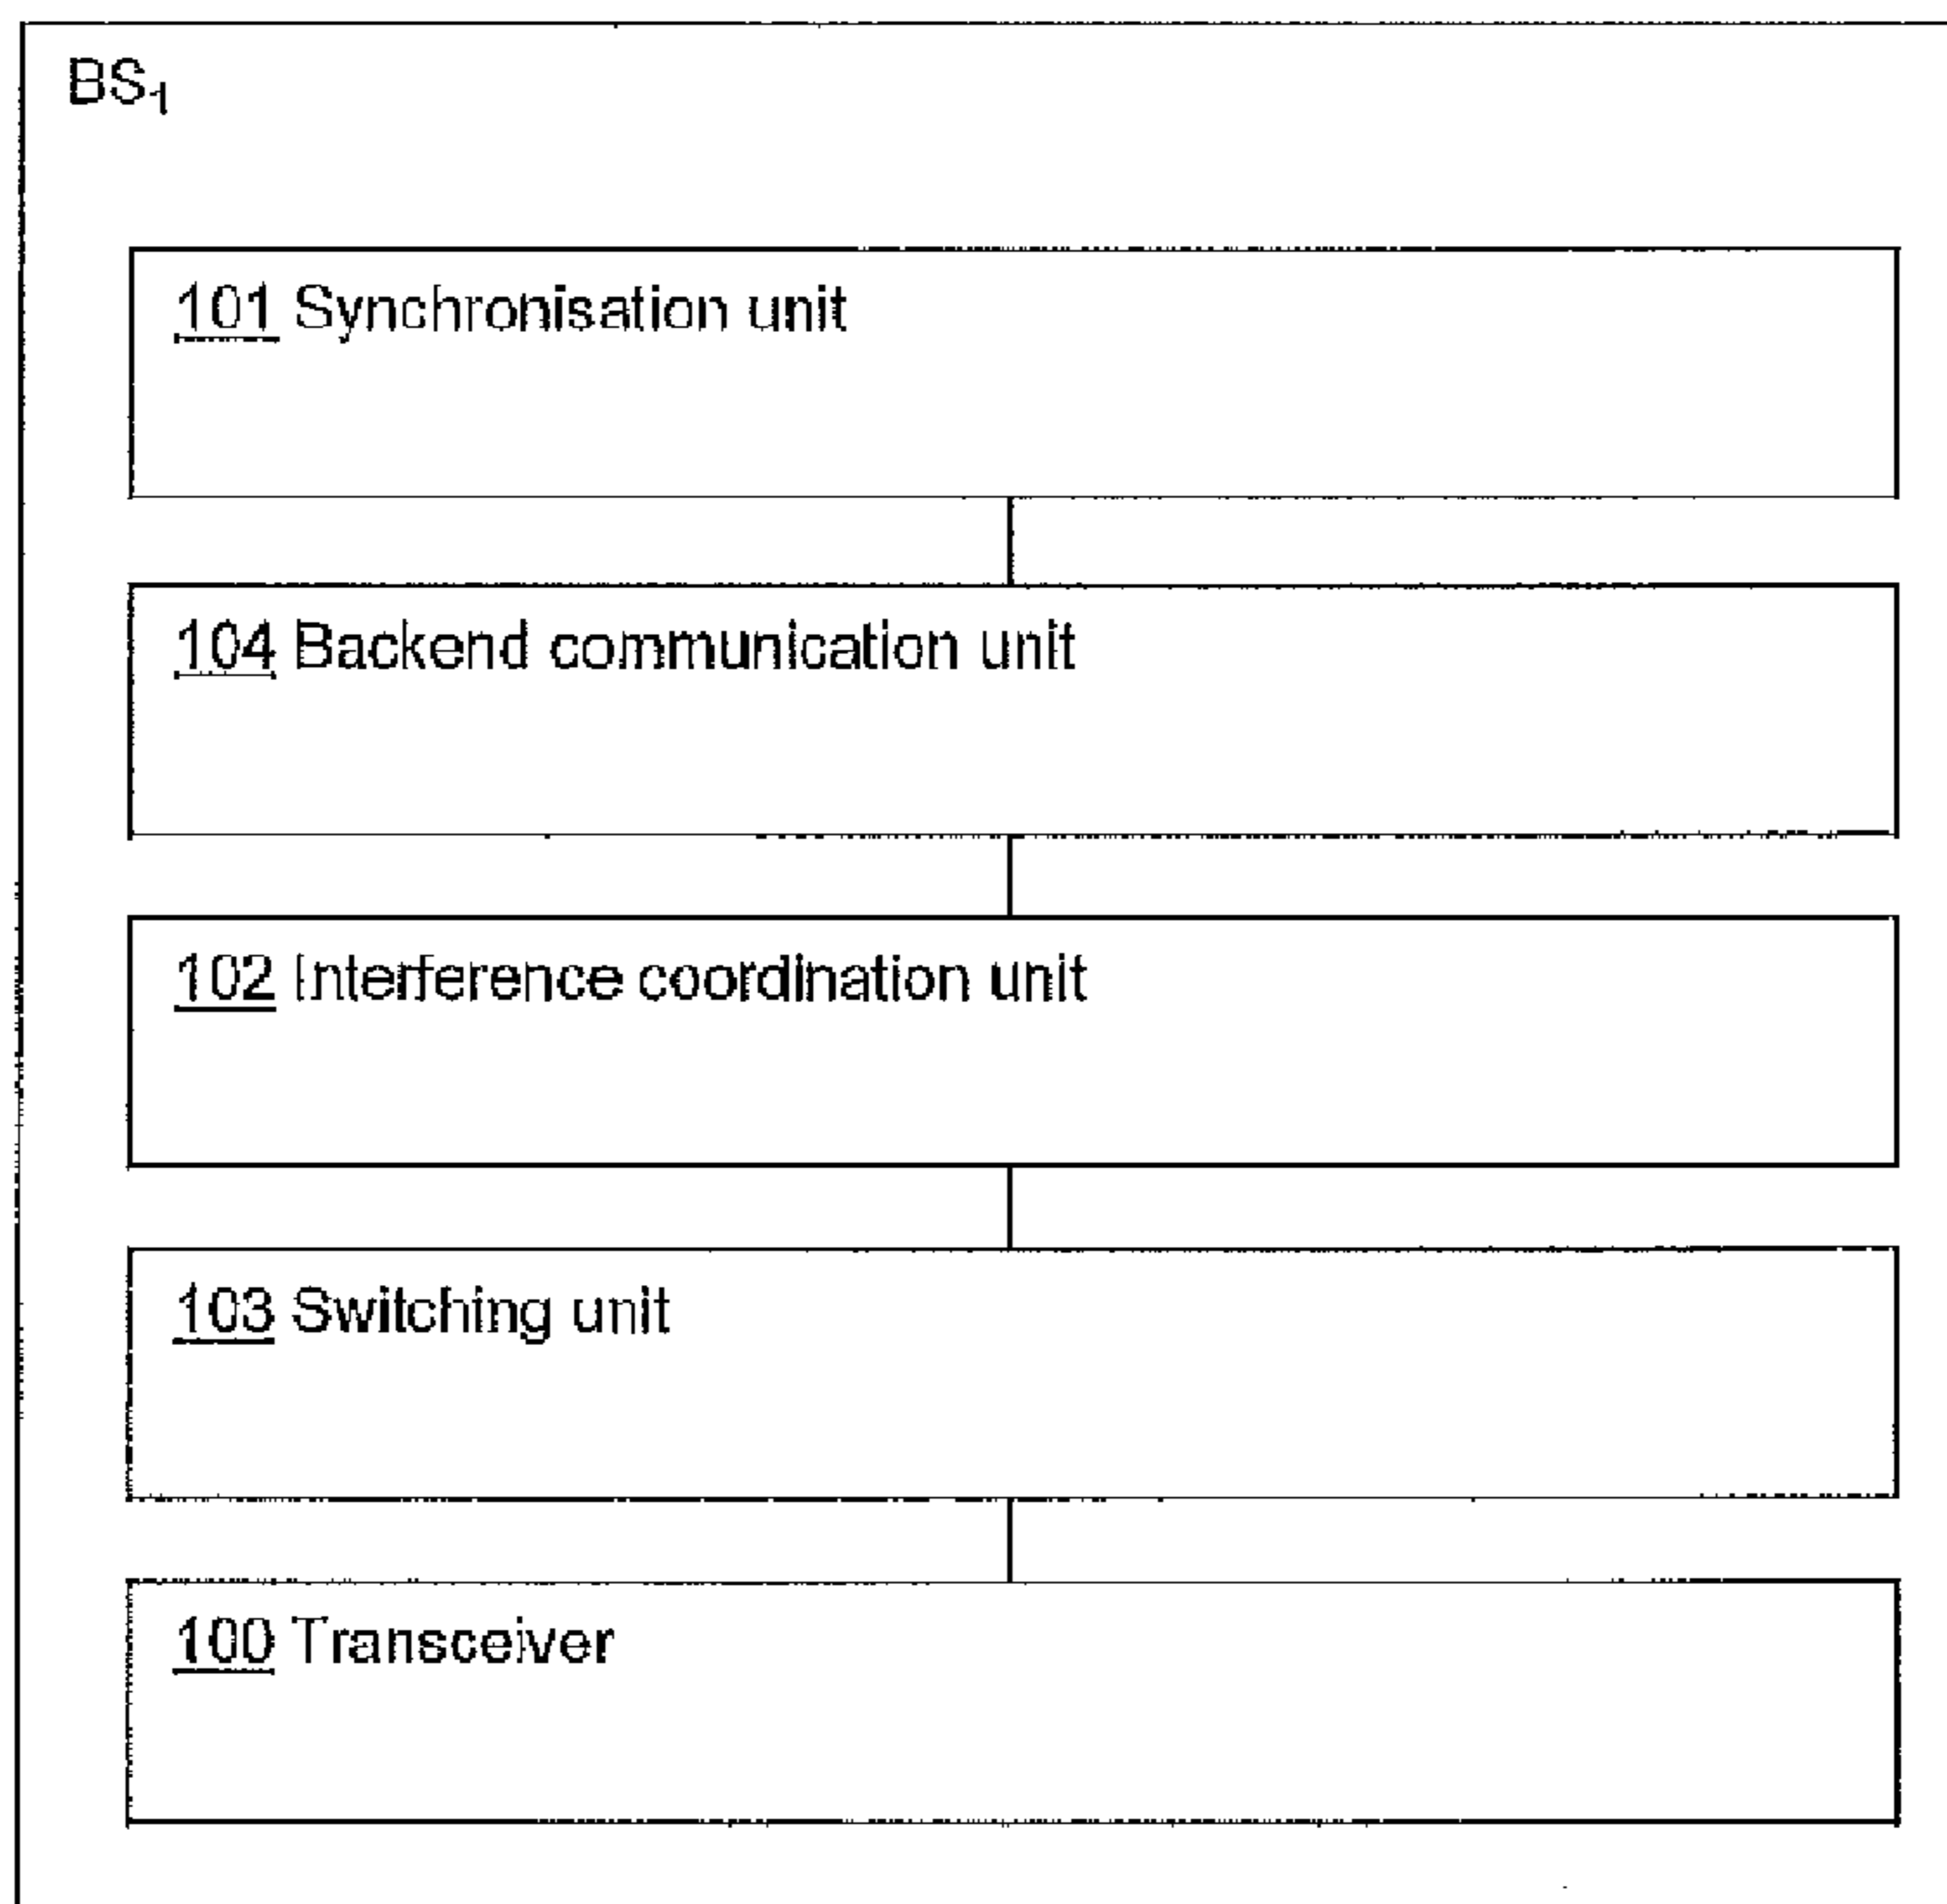 BS₁
101 Synchronisation unit
104 Backend communication unit
102 Interference coordination unit
103 Switching unit
100 Transceiver